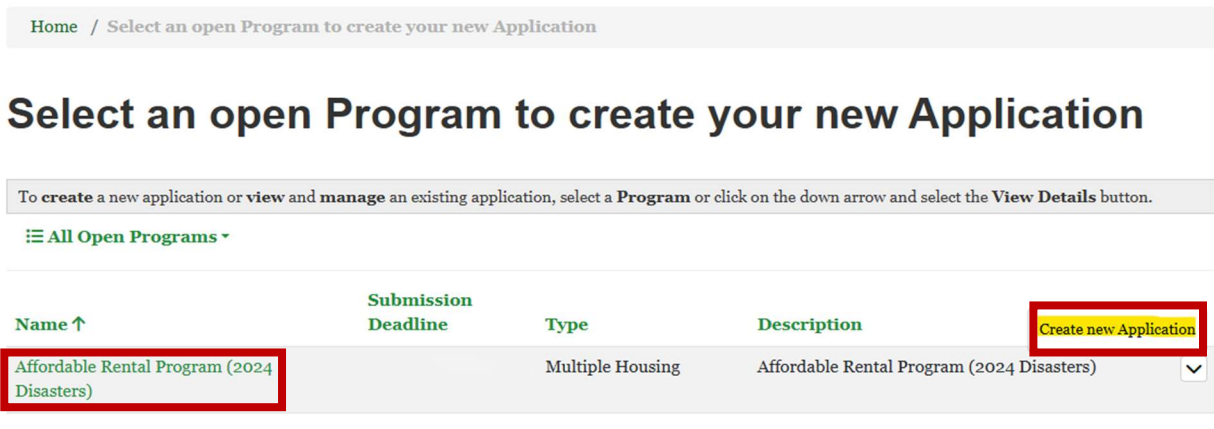 Home / Select an open Program to create your new Application
Select an open Program to create your new Application
To create a new application or view and manage an existing application, select a Program or click on the down arrow and select the View Details button.
All Open Programs
Name Submission Deadline Type Description Create new Application
Affordable Rental Program (2024 Multiple Housing Affordable Rental Program (2024 Disasters)
Disasters)